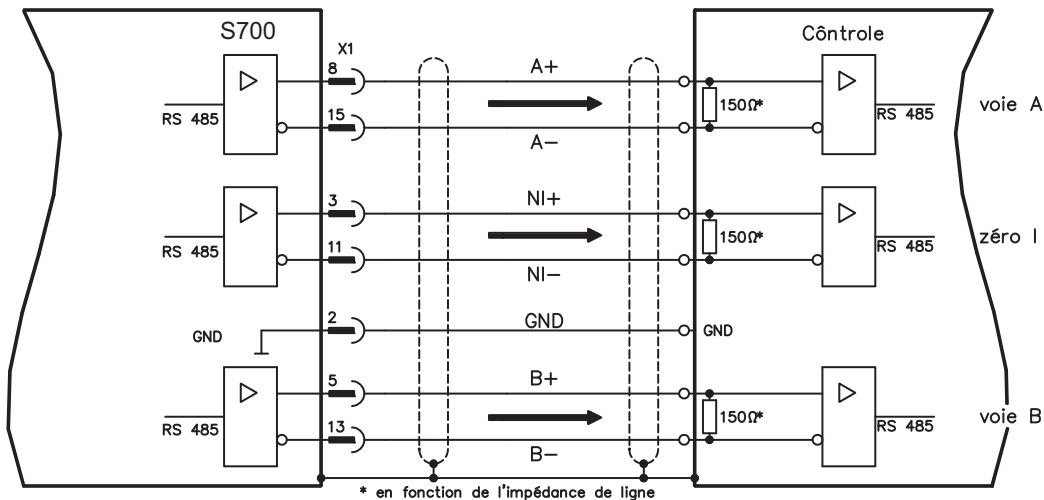 S700
X1
Côntrole
8
A+
RS 485
150Ω*
RS 485
voie A
15
A−
3
NI+
RS 485
150Ω*
RS 485
zéro I
11
NI−
GND
2
GND
GND
5
B+
RS 485
150Ω*
RS 485
voie B
13
B−
* en fonction de l'impédance de ligne